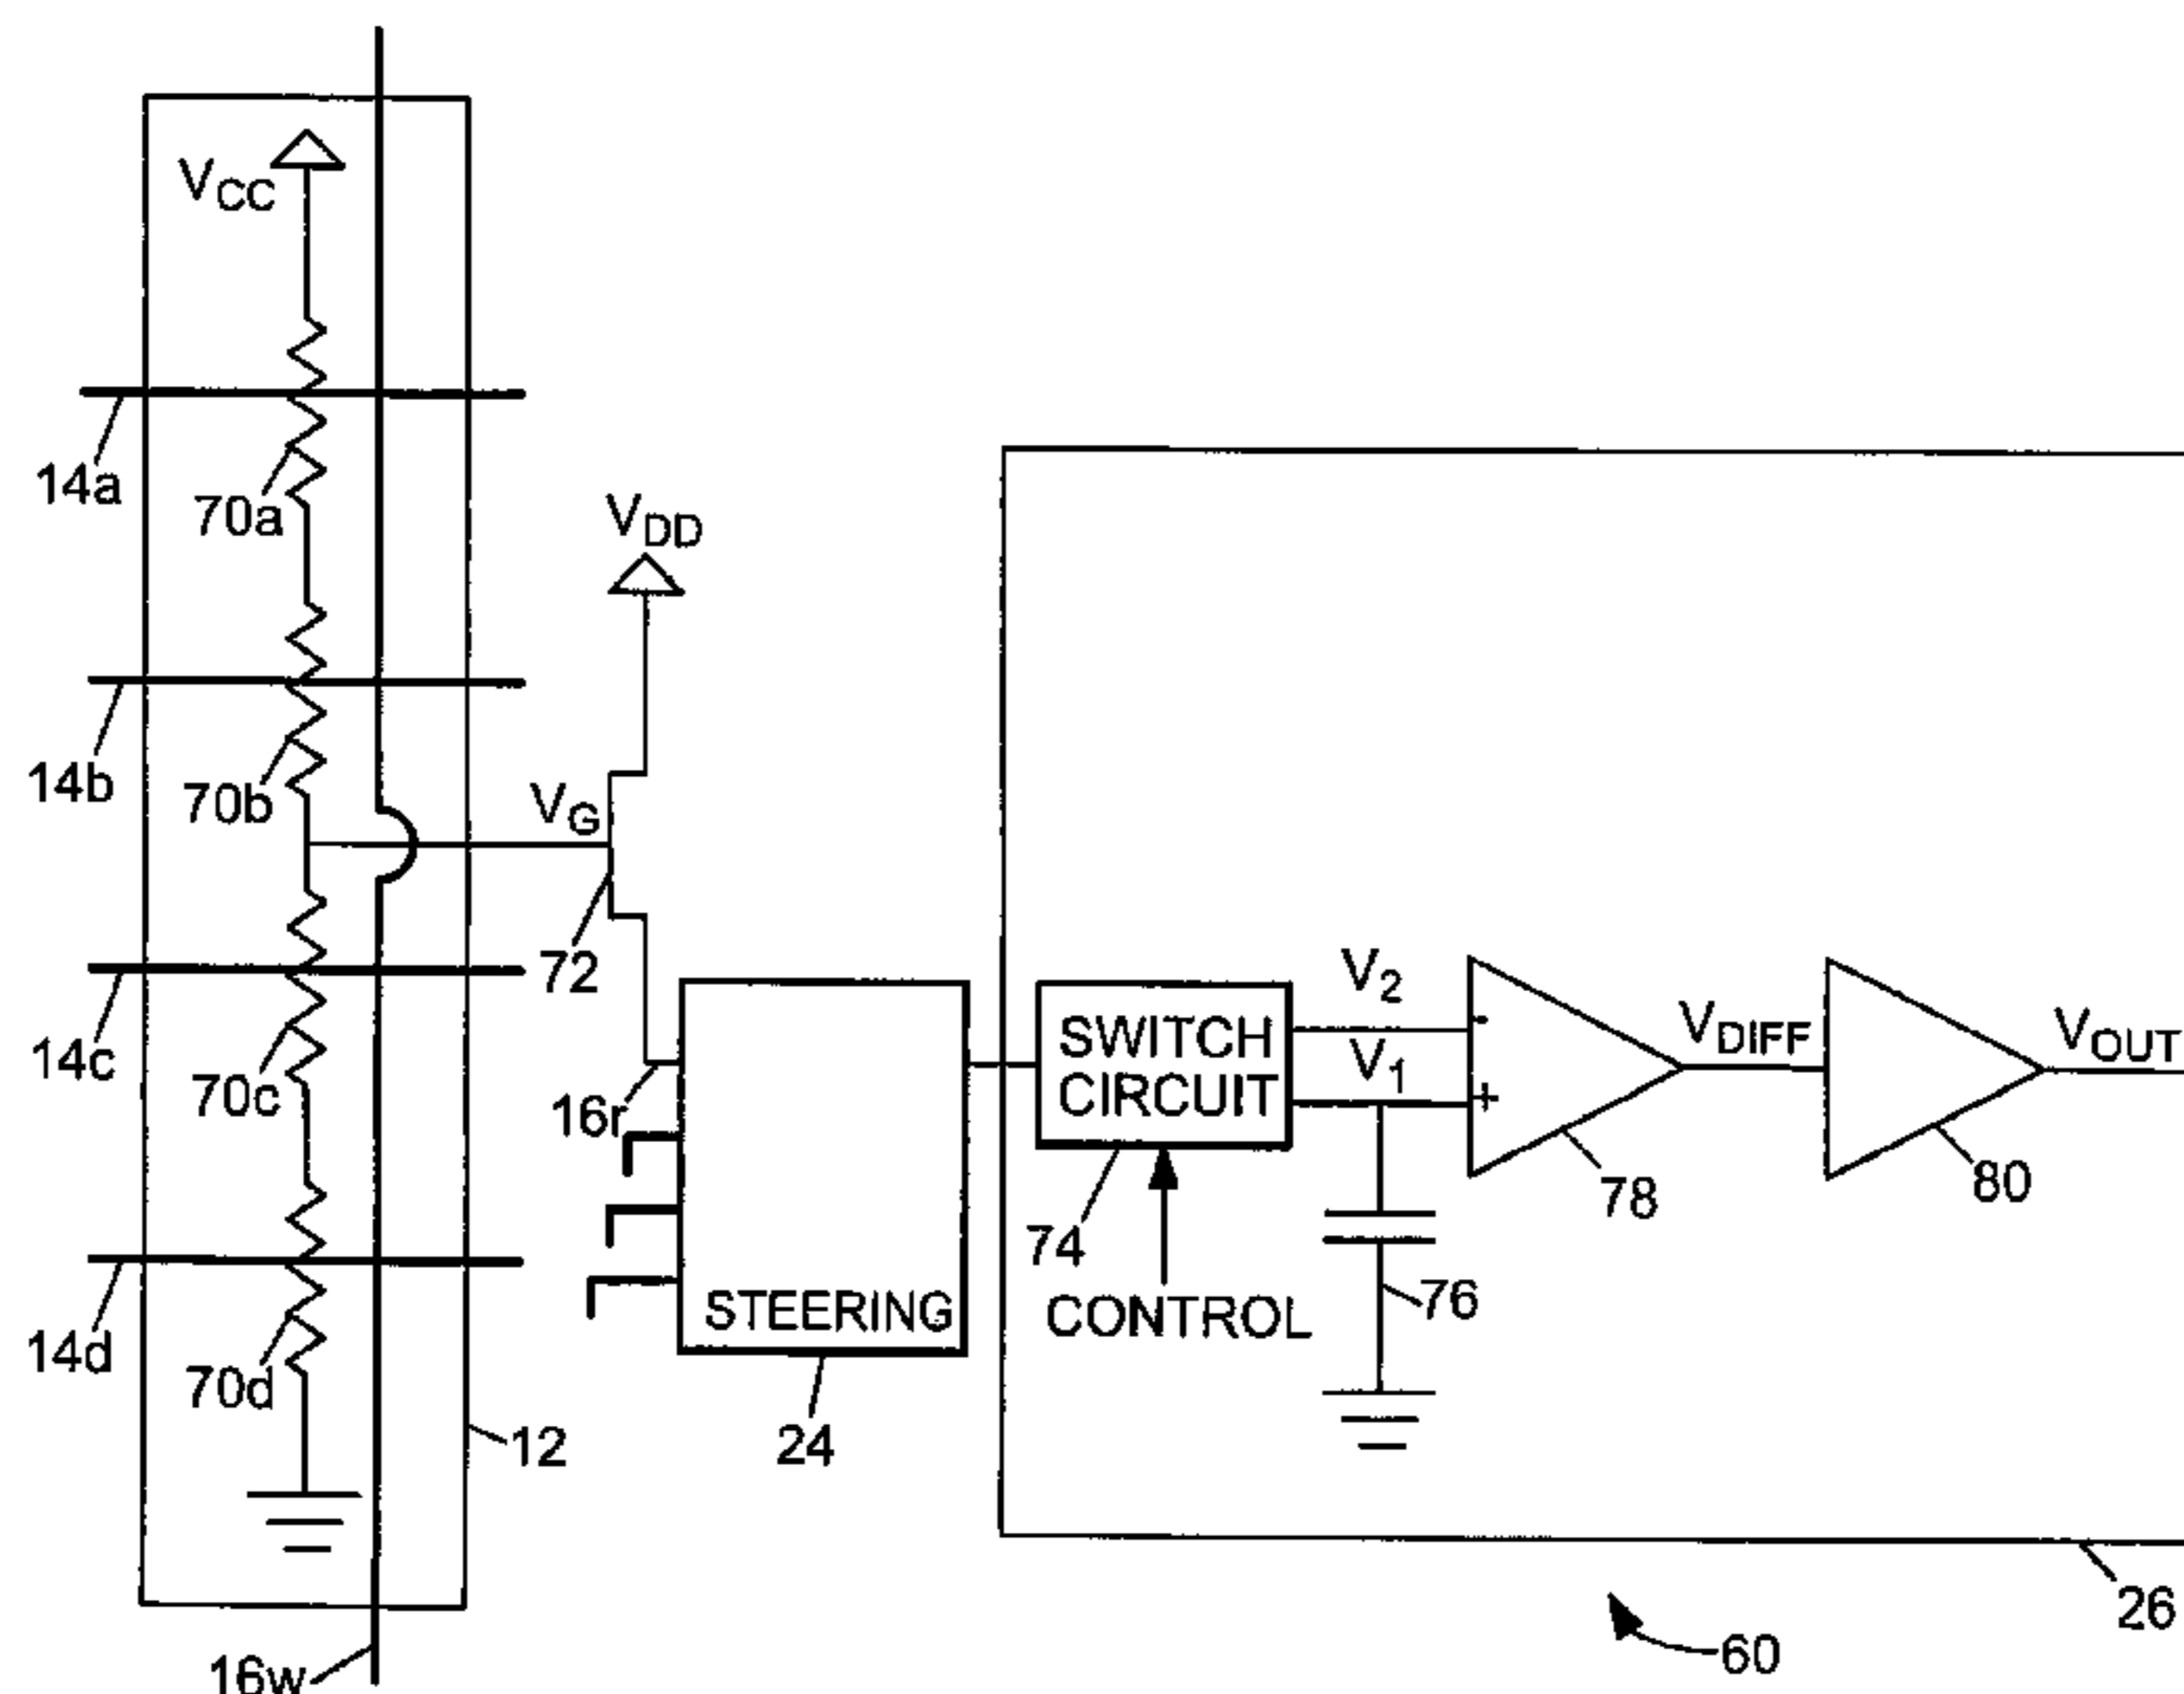 VCC
14a
70a
VDD
14b
70b
VG
72
14c
70c
16r
SWITCH
CIRCUIT
V2
V1
VDIFF
VOUT
78
80
74
76
CONTROL
STEERING
14d
70d
24
12
26
60
16w